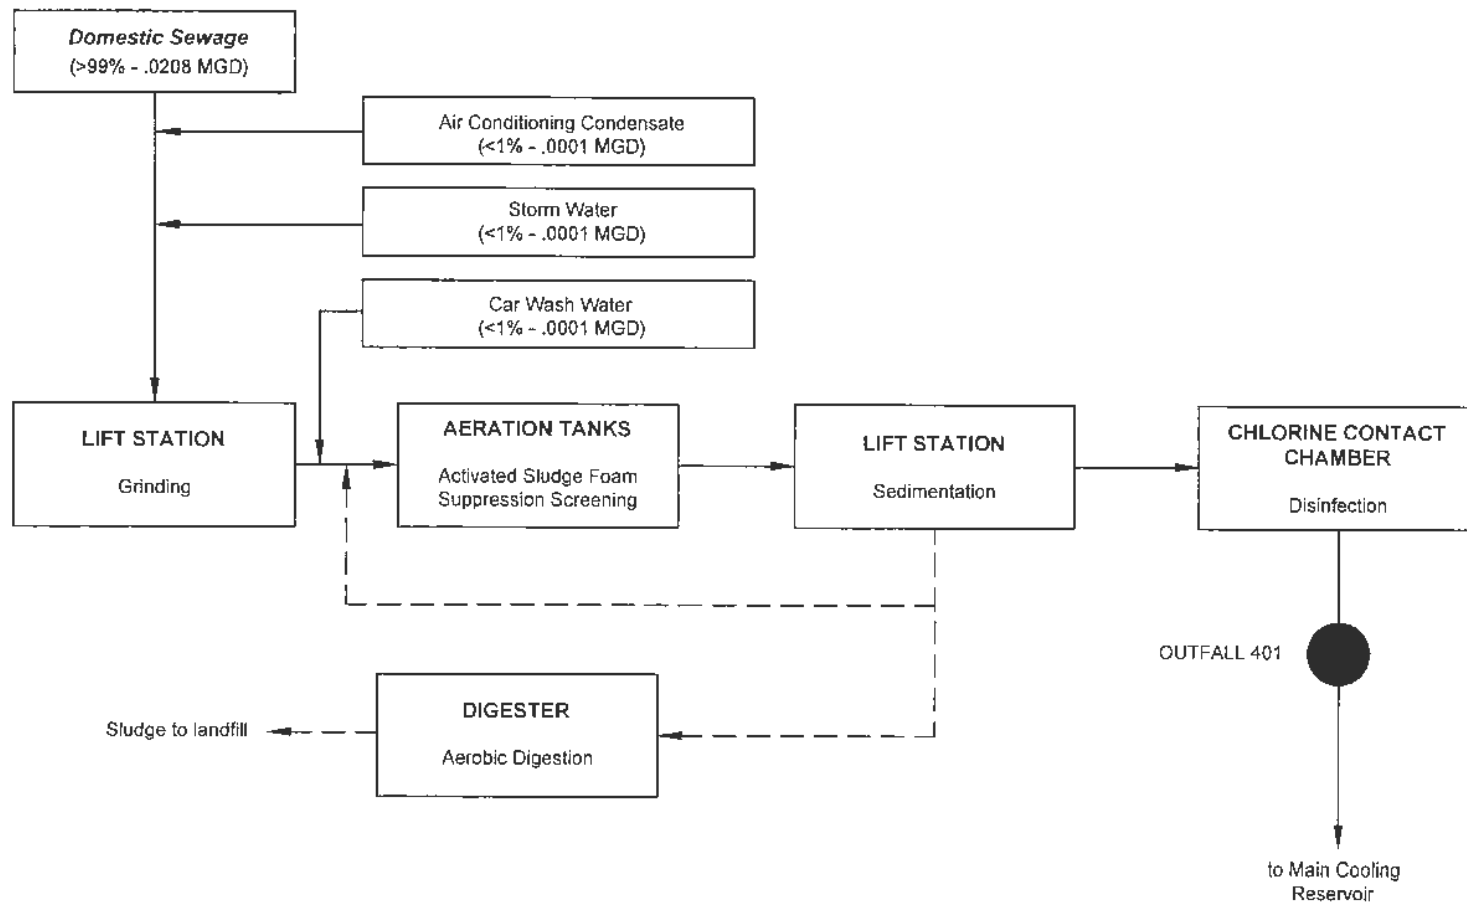 Domestic Sewage
(>99% - .0208 MGD)
Air Conditioning Condensate
(<1% - .0001 MGD)
Storm Water
(<1% - .0001 MGD)
Car Wash Water
(<1% - .0001 MGD)
LIFT STATION
Grinding
AERATION TANKS
Activated Sludge Foam
Suppression Screening
LIFT STATION
Sedimentation
CHLORINE CONTACT
CHAMBER
Disinfection
OUTFALL 401
DIGESTER
Aerobic Digestion
Sludge to landfill
to Main Cooling
Reservoir